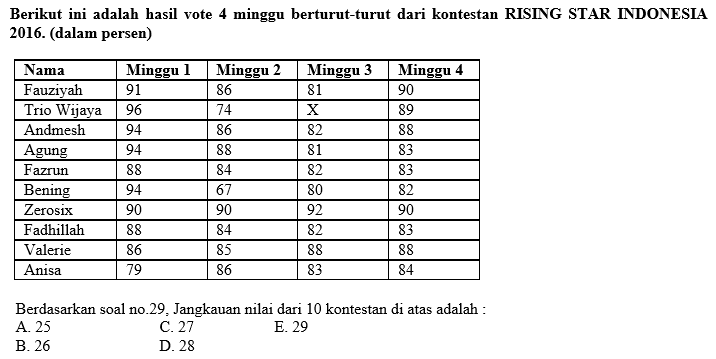 Berikut ini adalah hasil vote 4 minggu berturut-turut dari kontestan RISING STAR INDONESIA
2016. (dalam persen)
Nama Minggu 1 Minggu 2 Minggu 3 Minggu 4
Fauziyah 91 86 81 90
Trio Wijaya 96 74 X 89
Andmesh 94 86 82 88
Agung 94 88 81 83
Fazrun 88 84 82 83
Bening 94 67 80 82
Zerosix 90 90 92 90
Fadhillah 88 84 82 83
Valerie 86 85 88 88
Anisa 79 86 83 84
Berdasarkan soal no.29, Jangkauan nilai dari 10 kontestan di atas adalah :
A. 25 C. 27 E. 29
B. 26 D. 28